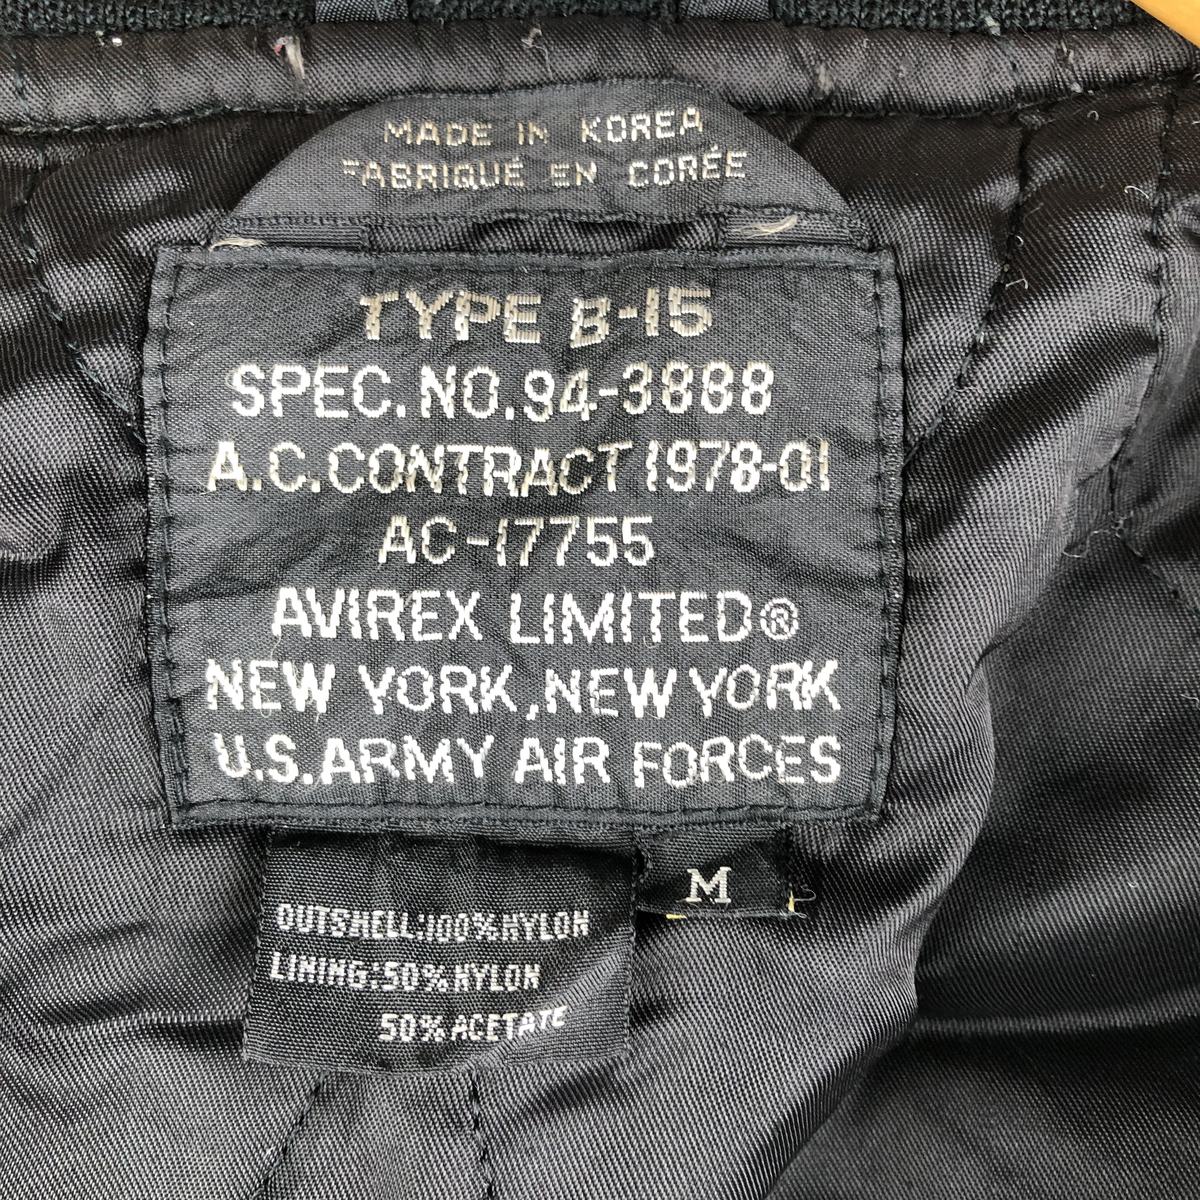 MADE IN KOREA
FABRIQUÉ EN CORÉE
TYPE B-15
SPEC. NO. 94-3888
A.C. CONTRACT 1978-01
AC-17755
AVIREX LIMITED®
NEW YORK, NEW YORK
U.S. ARMY AIR FORCES
M
OUTSHELL:100% NYLON
LINING:50% NYLON
50% ACETATE